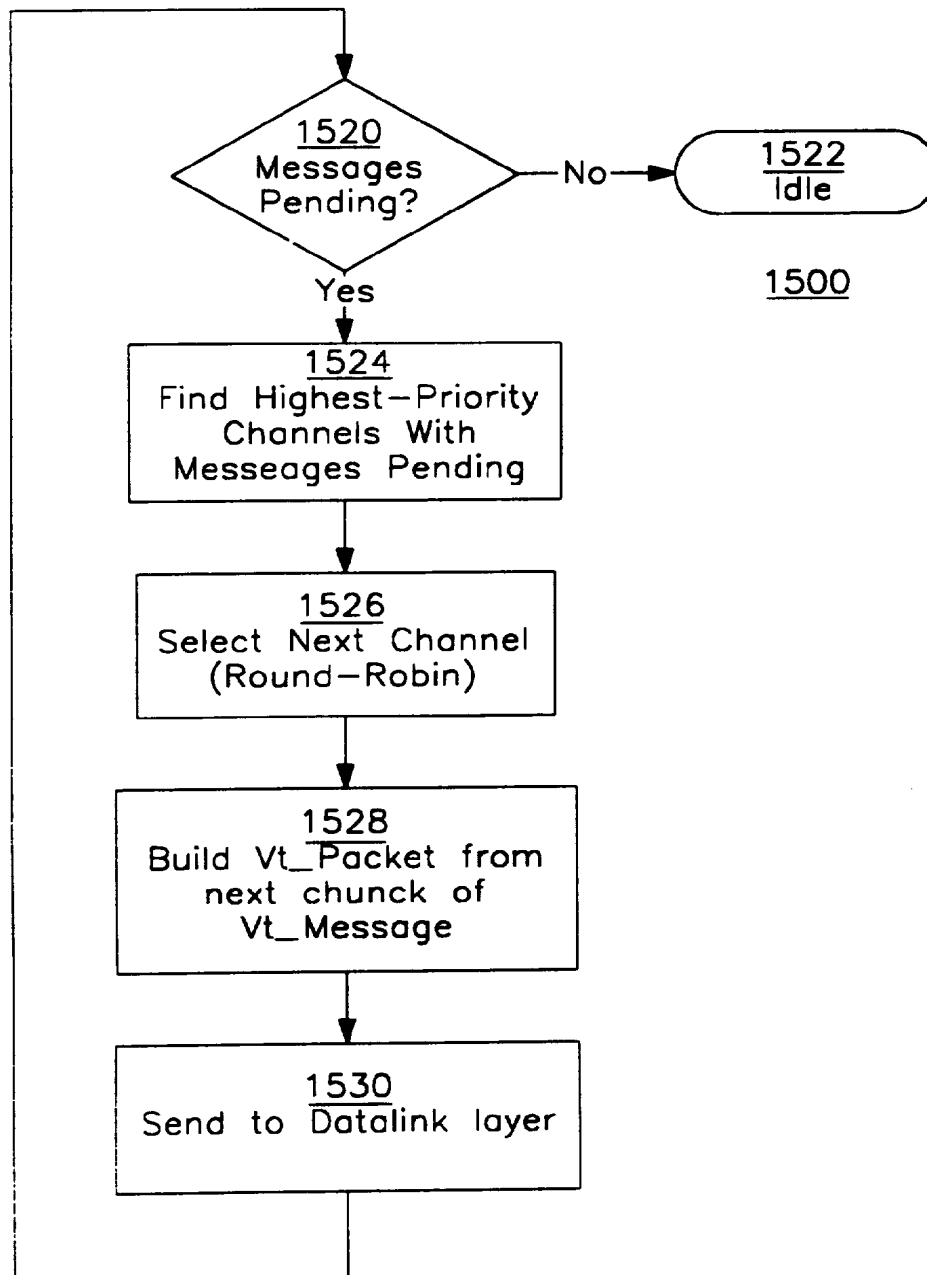 1520
Messages
Pending?
No
1522
Idle
1500
Yes
1524
Find Highest-Priority
Channels With
Messeages Pending
1526
Select Next Channel
(Round-Robin)
1528
Build Vt_Packet from
next chunck of
Vt_Message
1530
Send to Datalink layer